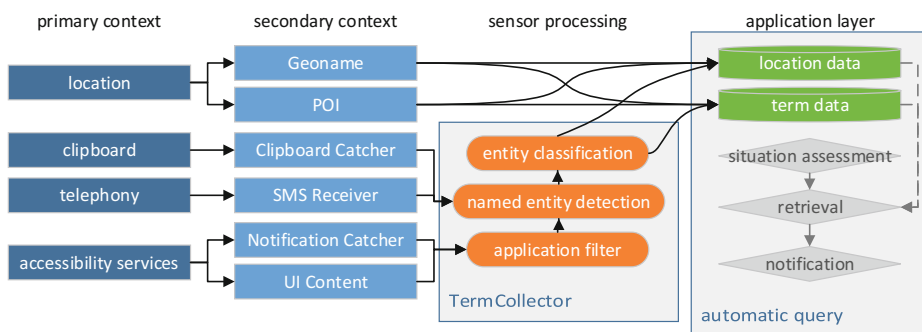 primary context
secondary context
sensor processing
application layer
location
Geoname
POI
location data
term data
clipboard
Clipboard Catcher
entity classification
situation assessment
telephony
SMS Receiver
named entity detection
retrieval
accessibility services
Notification Catcher
UI Content
application filter
notification
TermCollector
automatic query